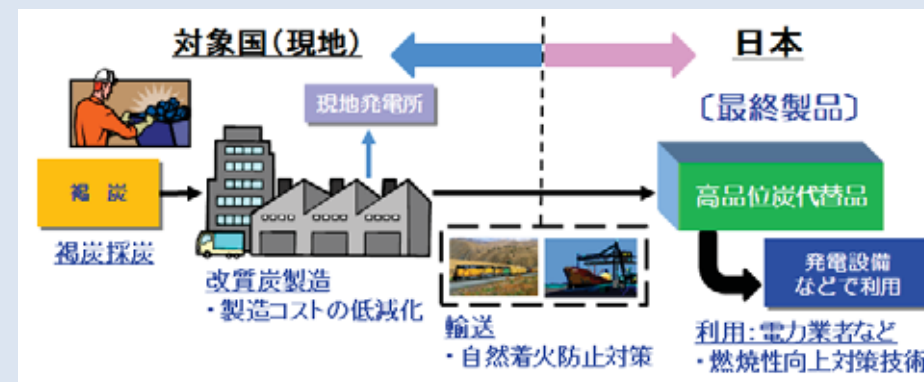 対象国(現地)
日本
現地発電所
〔最終製品〕
褐炭
高品位炭代替品
褐炭採炭
発電設備
などで利用
改質炭製造
・製造コストの低減化
輸送
・自然着火防止対策
利用:電力業者など
・燃焼性向上対策技術